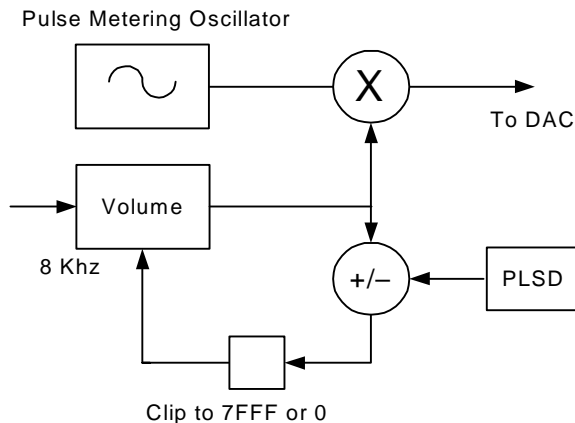 Pulse Metering Oscillator
X
To DAC
Volume
8 Khz
+/–
PLSD
Clip to 7FFF or 0